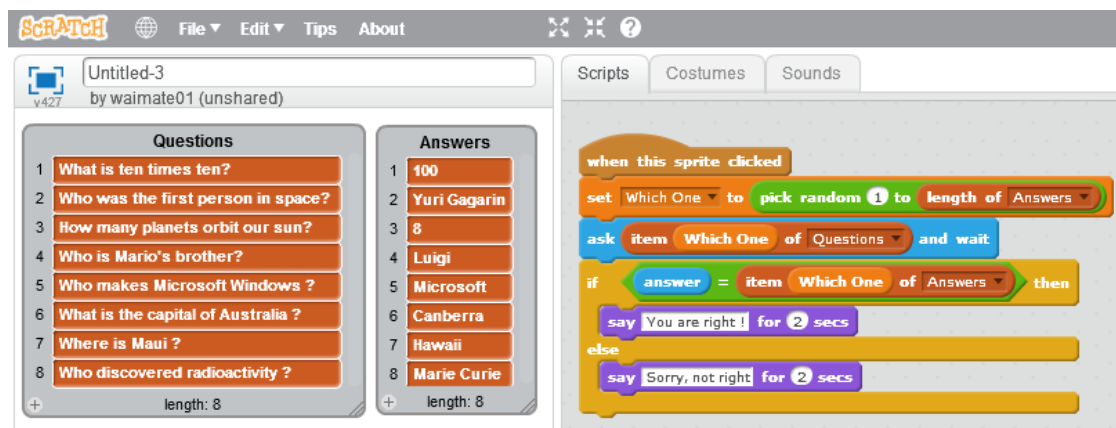 SCRATCH File Edit Tips About
Untitled-3
v427 by waimate01 (unshared)
Questions
1 What is ten times ten?
2 Who was the first person in space?
3 How many planets orbit our sun?
4 Who is Mario's brother?
5 Who makes Microsoft Windows ?
6 What is the capital of Australia ?
7 Where is Maui ?
8 Who discovered radioactivity ?
+ length: 8
Answers
1 100
2 Yuri Gagarin
3 8
4 Luigi
5 Microsoft
6 Canberra
7 Hawaii
8 Marie Curie
+ length: 8
Scripts Costumes Sounds
when this sprite clicked
set Which One to pick random 1 to length of Answers
ask item Which One of Questions and wait
if answer = item Which One of Answers then
say You are right ! for 2 secs
else
say Sorry, not right for 2 secs